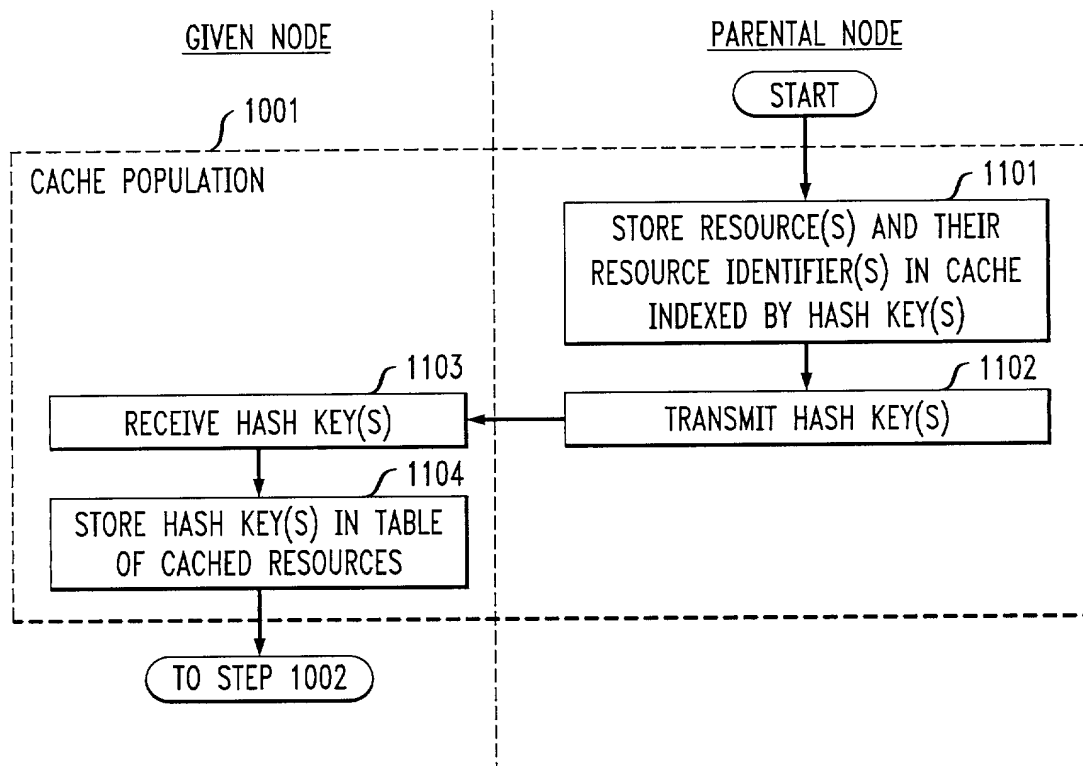 GIVEN NODE
PARENTAL NODE
START
1001
CACHE POPULATION
1101
STORE RESOURCE(S) AND THEIR
RESOURCE IDENTIFIER(S) IN CACHE
INDEXED BY HASH KEY(S)
1102
TRANSMIT HASH KEY(S)
1103
RECEIVE HASH KEY(S)
1104
STORE HASH KEY(S) IN TABLE
OF CACHED RESOURCES
TO STEP 1002